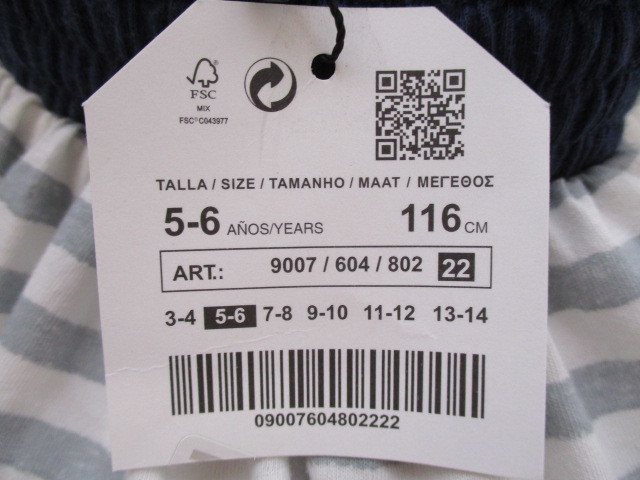 FSC
MIX
FSC® C043977
TALLA / SIZE / TAMANHO / MAAT / ΜΕΓΕΘΟΣ
5-6 AÑOS/YEARS 116 CM
ART.: 9007 / 604 / 802 22
3-4 5-6 7-8 9-10 11-12 13-14
09007604802222